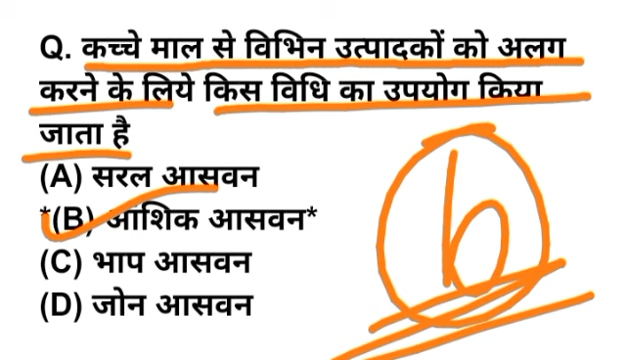 Q. कच्चे माल से विभिन उत्पादकों को अलग
करने के लिये किस विधि का उपयोग किया
जाता है
(A) सरल आसवन
*(B) आंशिक आसवन*
(C) भाप आसवन
(D) जोन आसवन
b